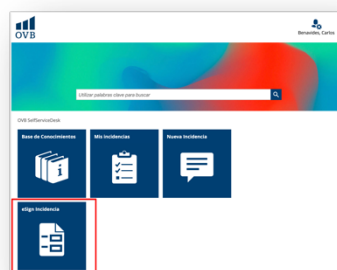 OVB
Benavides, Carlos
Utilizar palabras clave para buscar
OVB SelfServiceDesk
Base de Conocimientos
Mis Incidencias
Nueva Incidencia
eSign Incidencia